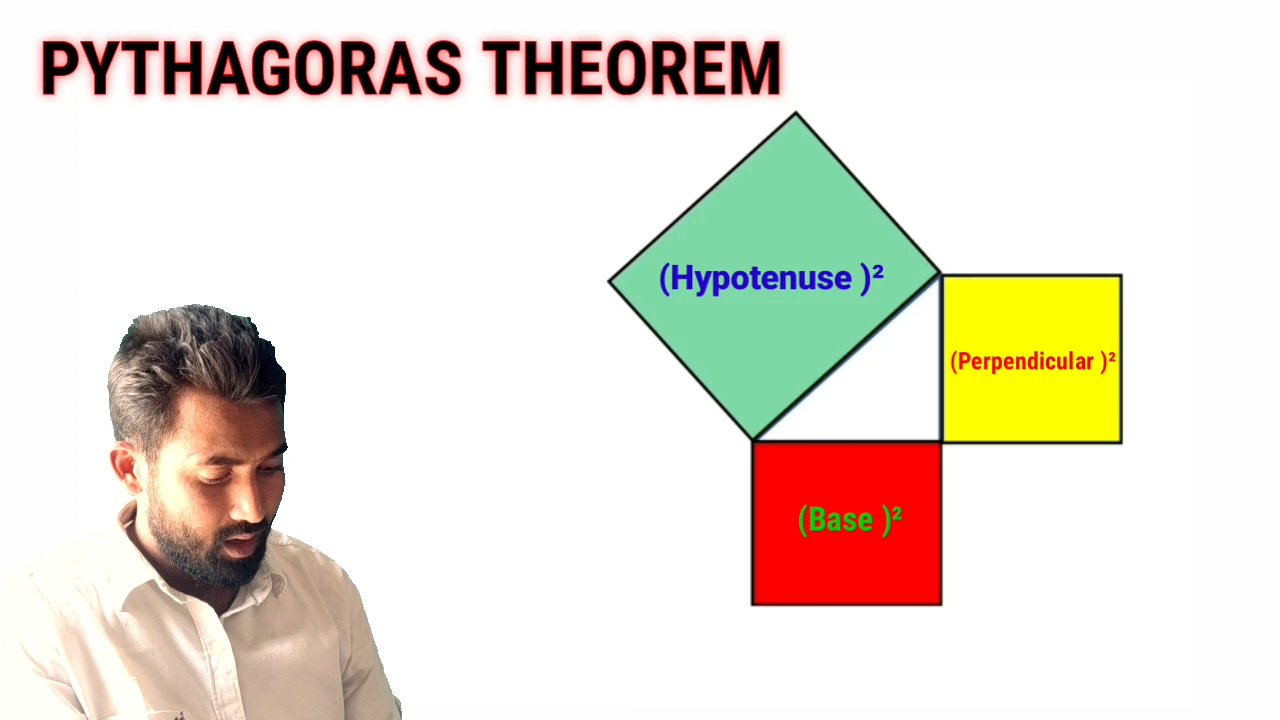 PYTHAGORAS THEOREM
(Hypotenuse )²
(Perpendicular )²
(Base )²